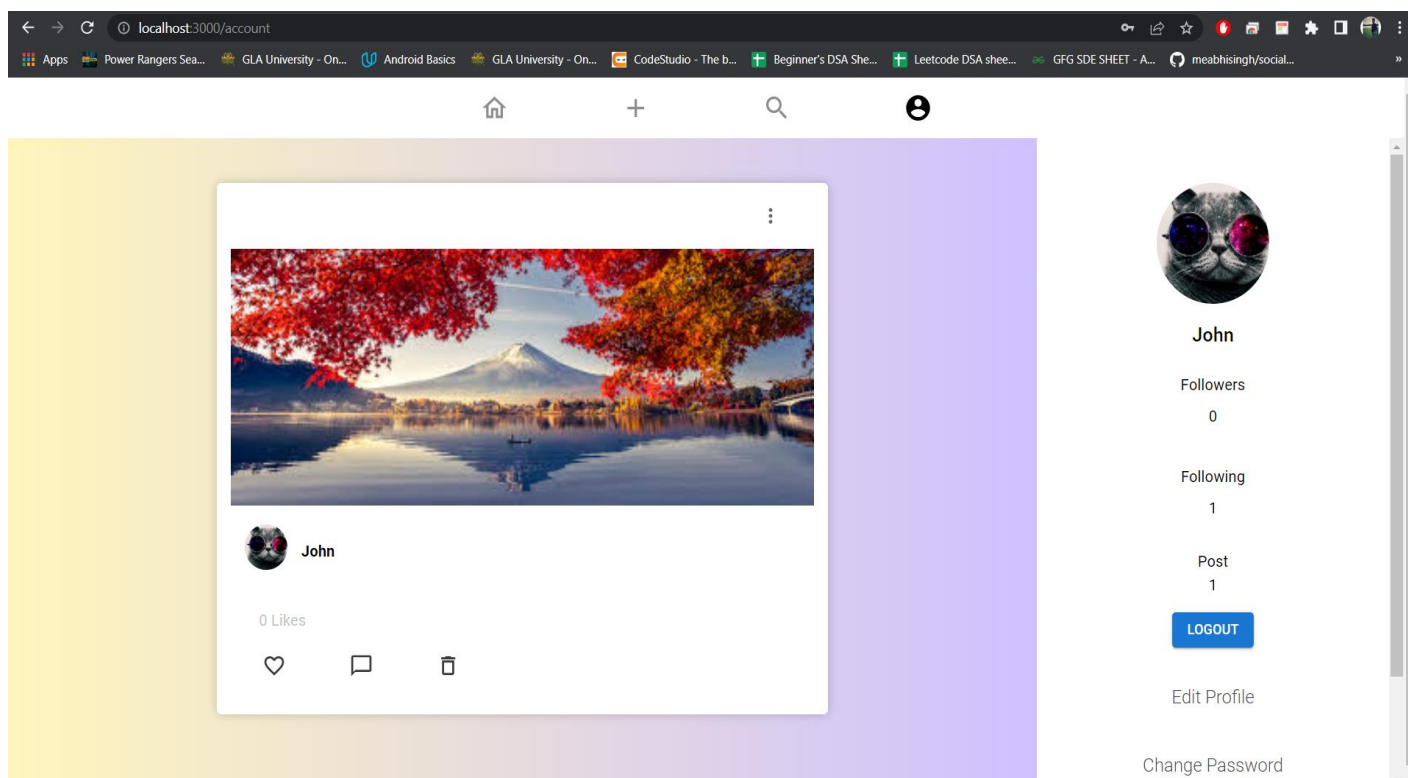 localhost:3000/account
Apps Power Rangers Sea... GLA University - On... Android Basics GLA University - On... CodeStudio - The b... Beginner's DSA She... Leetcode DSA shee... GFG SDE SHEET - A... meabhisingh/social... »
John
Followers
0
Following
1
Post
1
LOGOUT
Edit Profile
Change Password
John
0 Likes